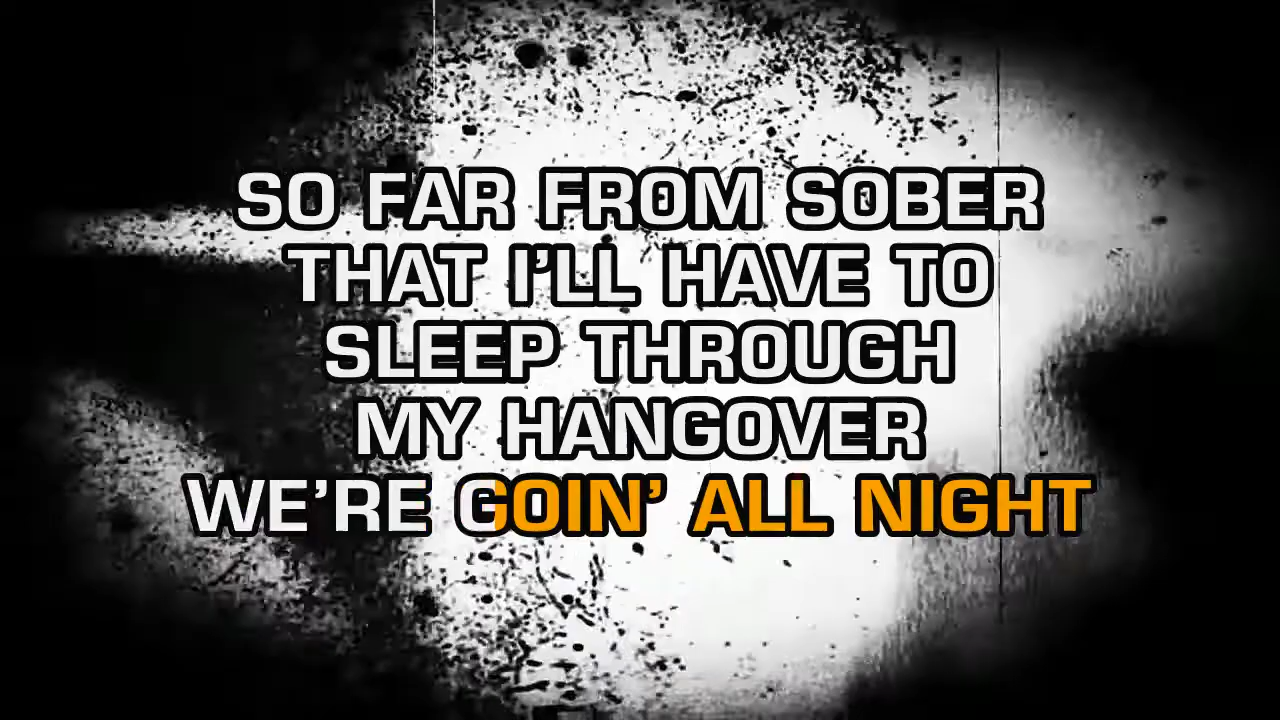 SO FAR FROM SOBER
THAT I'LL HAVE TO
SLEEP THROUGH
MY HANGOVER
WE'RE GOIN' ALL NIGHT